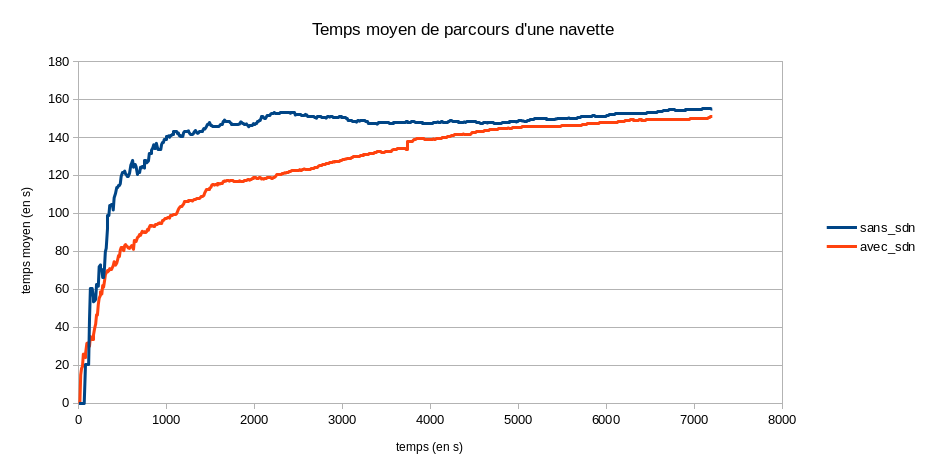 Temps moyen de parcours d'une navette
180
160
140
120
100
80
60
40
20
0
temps moyen (en s)
0 1000 2000 3000 4000 5000 6000 7000 8000
temps (en s)
sans_sdn
avec_sdn